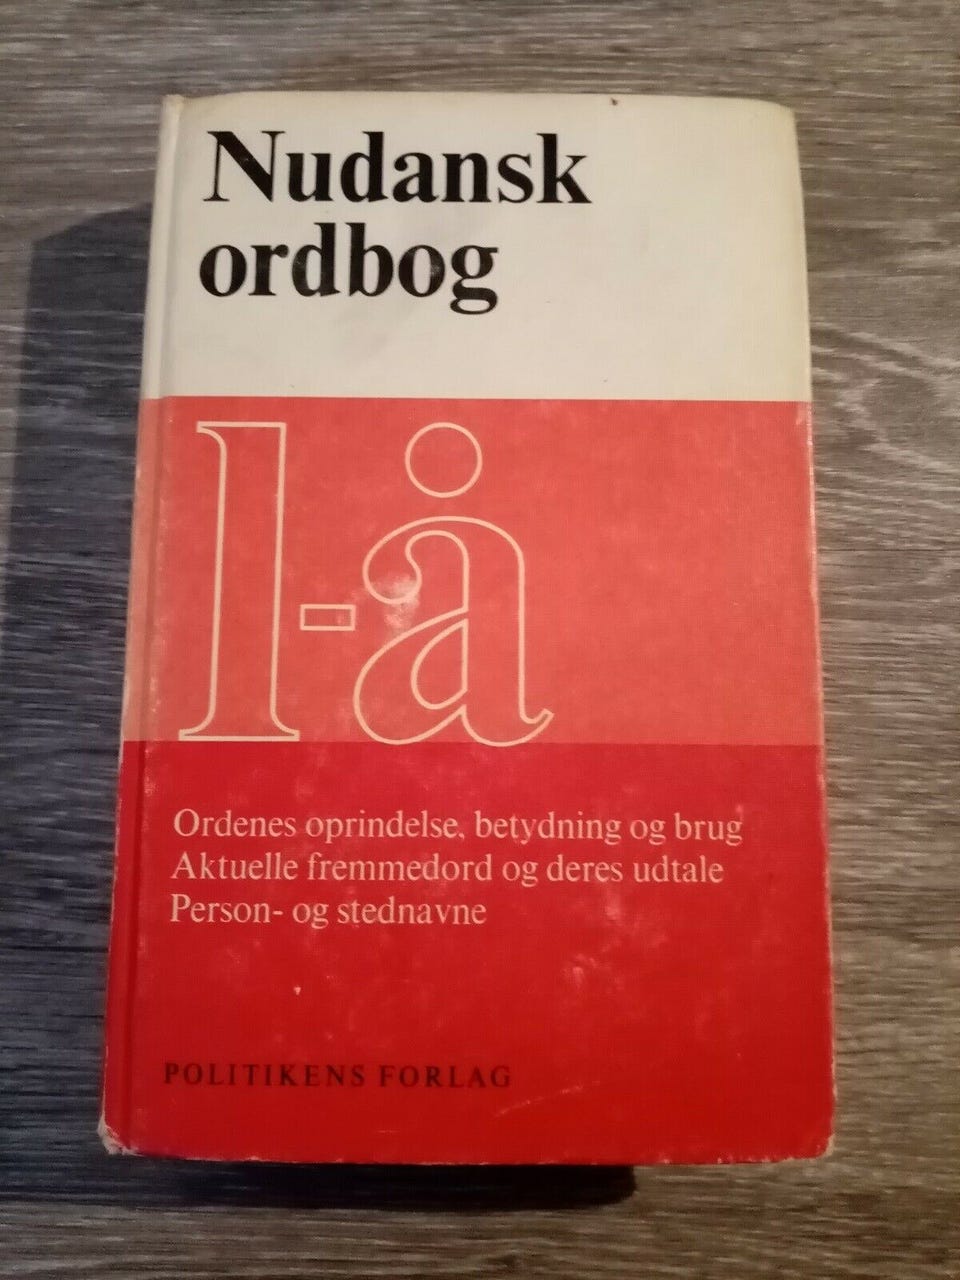 Nudansk
ordbog
l-å
Ordenes oprindelse, betydning og brug
Aktuelle fremmedord og deres udtale
Person- og stednavne
POLITIKENS FORLAG